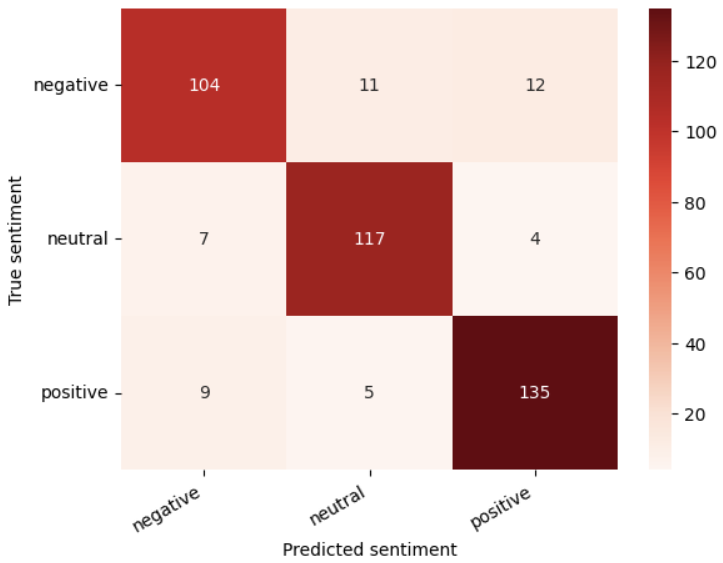 negative 104 11 12
neutral 7 117 4
positive 9 5 135
True sentiment
negative neutral positive
Predicted sentiment
120
100
80
60
40
20